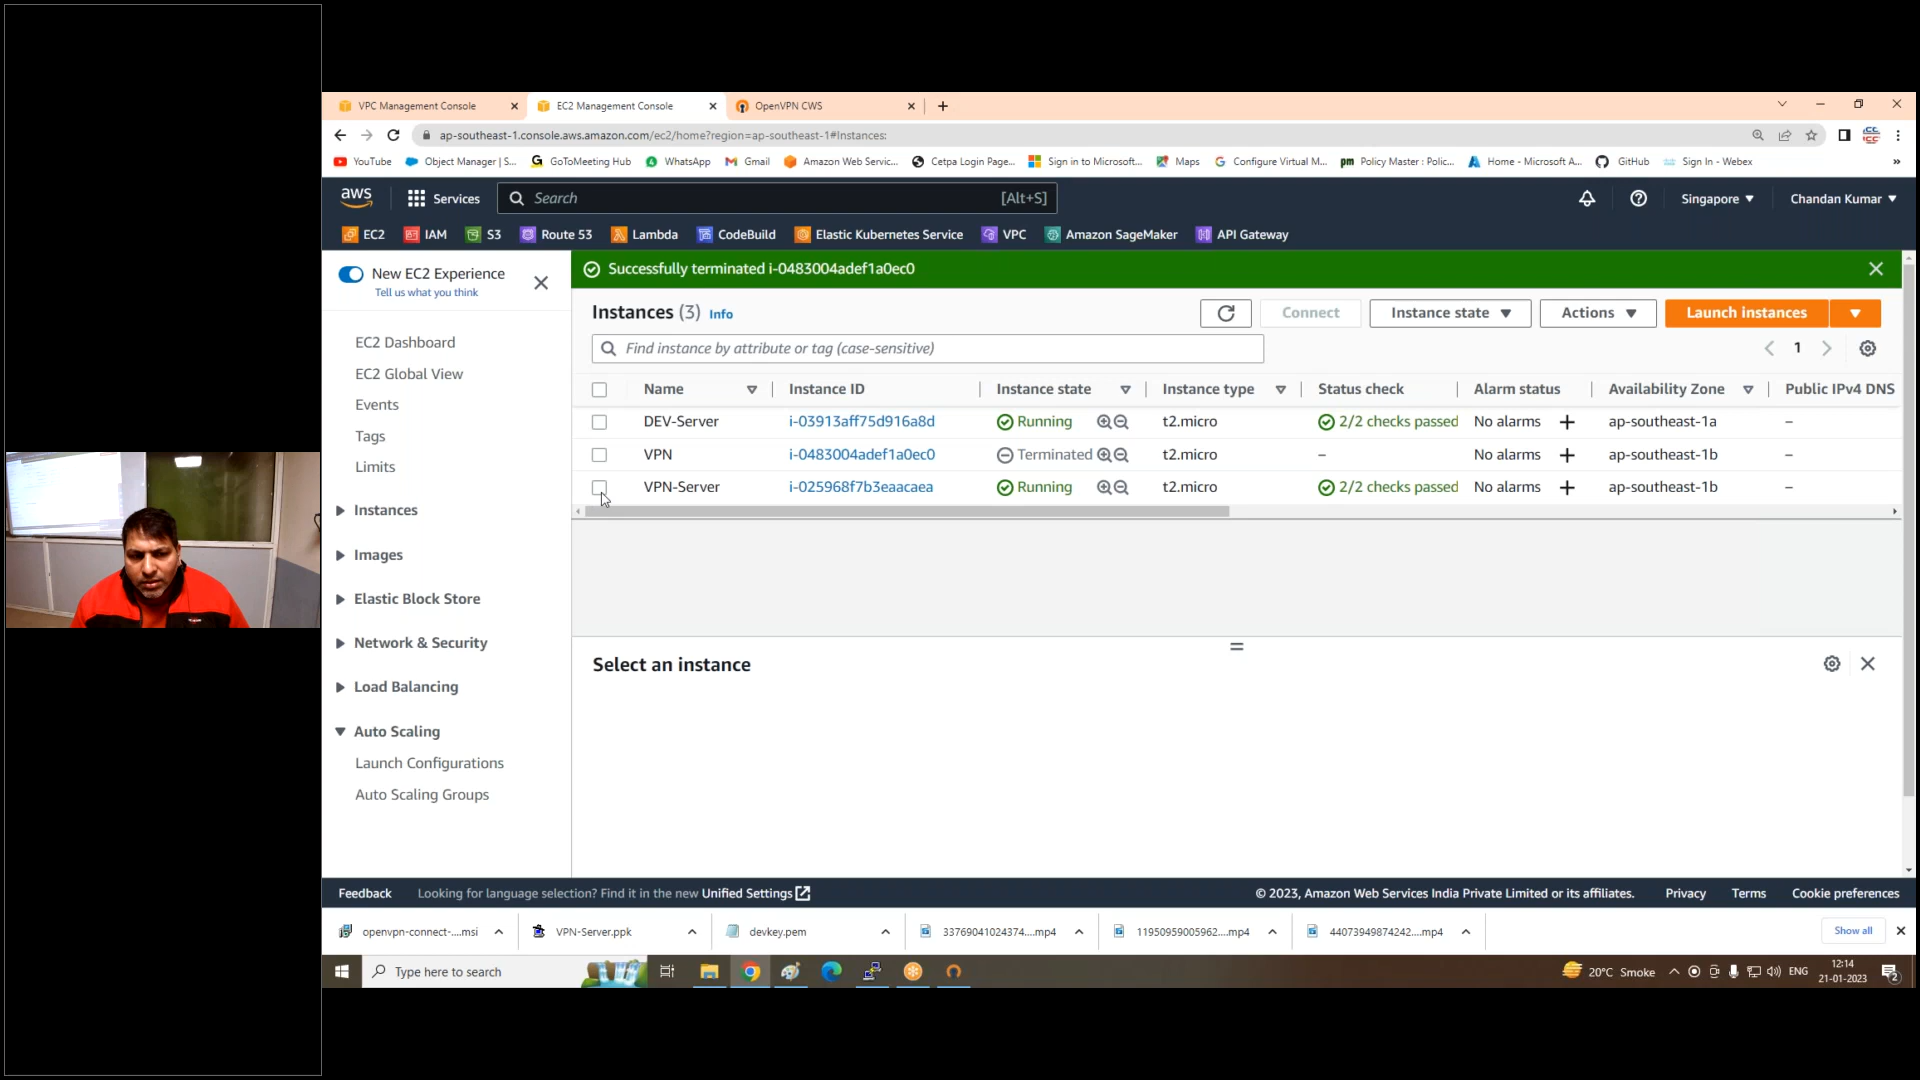 VPC Management Console
EC2 Management Console
OpenVPN CWS
ap-southeast-1.console.aws.amazon.com/ec2/home?region=ap-southeast-1#Instances:
YouTube
Object Manager | S...
GoToMeeting Hub
WhatsApp
Gmail
Amazon Web Servic...
Cetpa Login Page...
Sign in to Microsoft...
Maps
Configure Virtual M...
pm Policy Master : Polic...
Home - Microsoft A...
GitHub
Sign In - Webex
»
aws
Services
Search [Alt+S]
Singapore
Chandan Kumar
EC2
IAM
S3
Route 53
Lambda
CodeBuild
Elastic Kubernetes Service
VPC
Amazon SageMaker
API Gateway
New EC2 Experience
Tell us what you think
EC2 Dashboard
EC2 Global View
Events
Tags
Limits
Instances
Images
Elastic Block Store
Network & Security
Load Balancing
Auto Scaling
Launch Configurations
Auto Scaling Groups
Successfully terminated i-0483004adef1a0ec0
Instances (3) Info
Connect
Instance state
Actions
Launch instances
Find instance by attribute or tag (case-sensitive)
1
Name Instance ID Instance state Instance type Status check Alarm status Availability Zone Public IPv4 DNS
DEV-Server i-03913aff75d916a8d Running t2.micro 2/2 checks passed No alarms + ap-southeast-1a –
VPN i-0483004adef1a0ec0 Terminated t2.micro – No alarms + ap-southeast-1b –
VPN-Server i-025968f7b3eaacaea Running t2.micro 2/2 checks passed No alarms + ap-southeast-1b –
Select an instance
Feedback
Looking for language selection? Find it in the new Unified Settings
© 2023, Amazon Web Services India Private Limited or its affiliates.
Privacy
Terms
Cookie preferences
openvpn-connect-....msi
VPN-Server.ppk
devkey.pem
33769041024374....mp4
11950959005962....mp4
44073949874242....mp4
Show all
Type here to search
20°C Smoke
ENG
12:14
21-01-2023
2